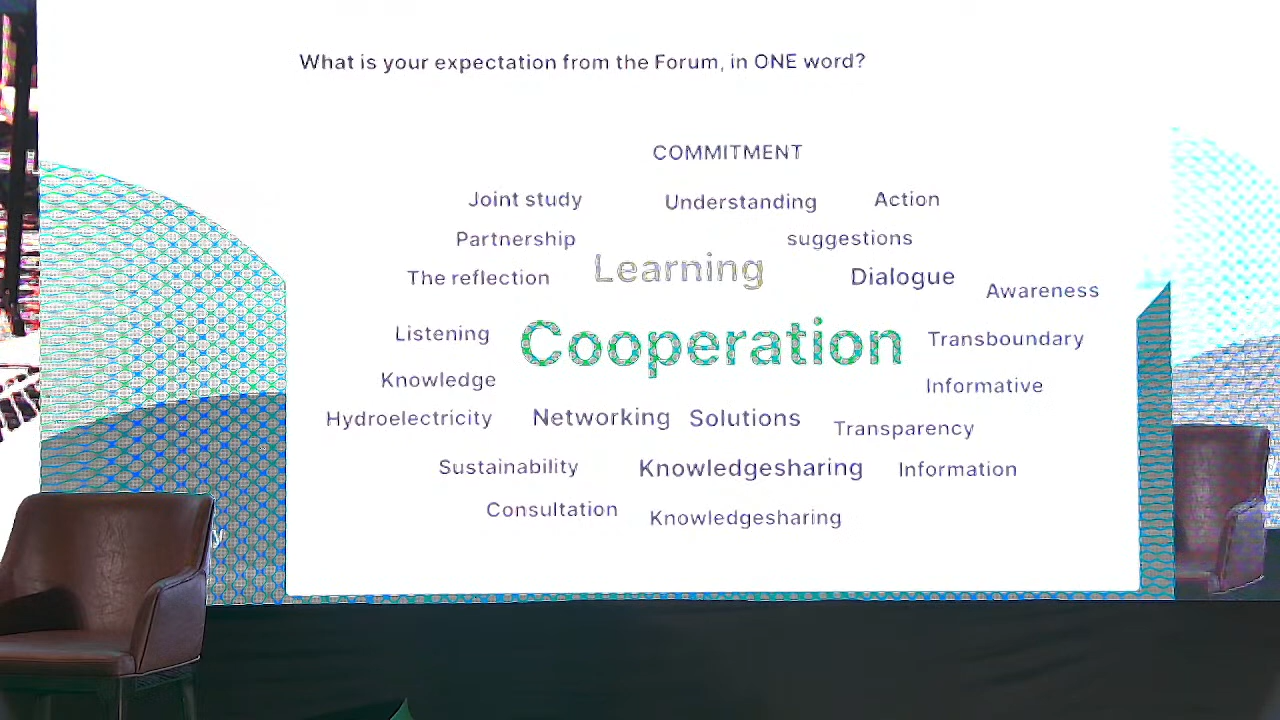 What is your expectation from the Forum, in ONE word?
COMMITMENT
Joint study Understanding Action
Partnership suggestions
The reflection Learning Dialogue Awareness
Listening Cooperation Transboundary
Knowledge Informative
Hydroelectricity Networking Solutions Transparency
Sustainability Knowledgesharing Information
Consultation Knowledgesharing